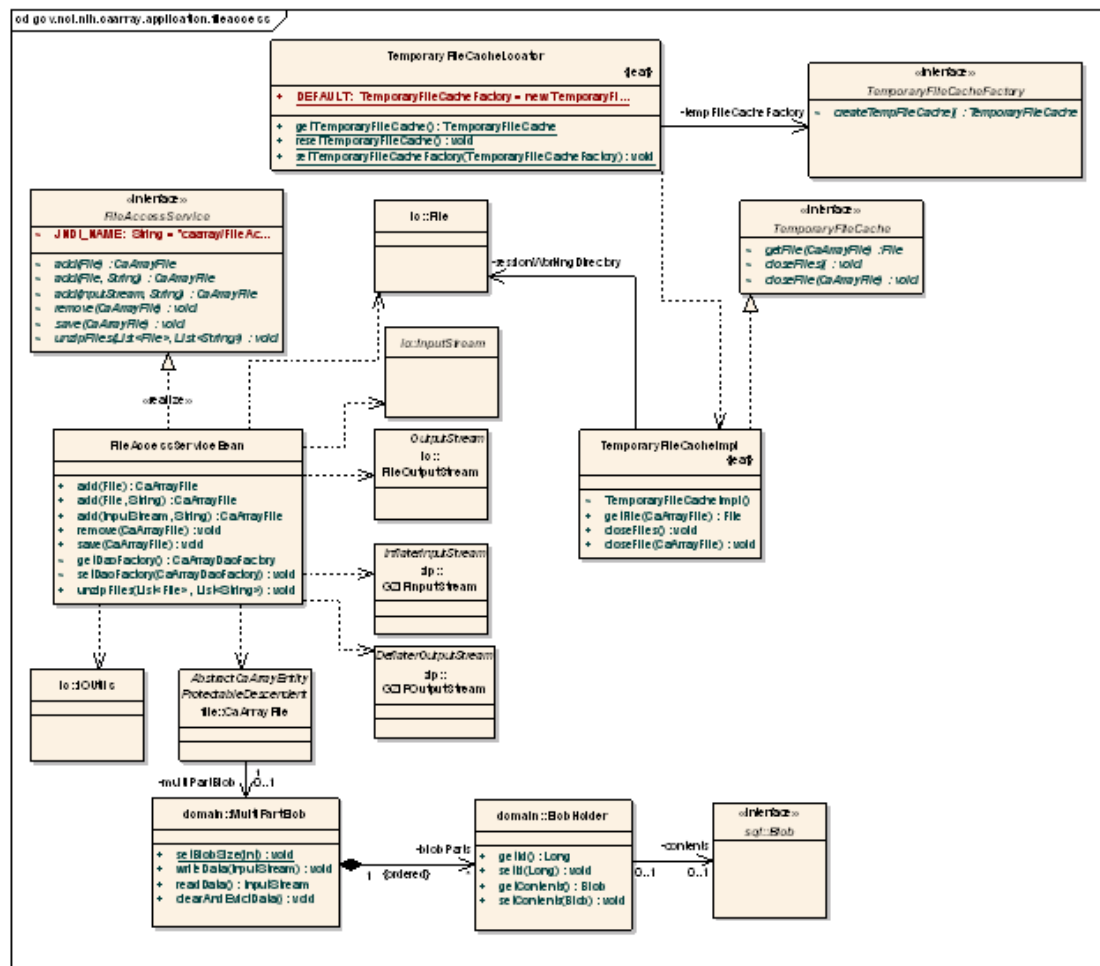 cd gov.nci.nih.caarray.application.fileaccess
TemporaryFileCacheLocator
{leaf}
+ DEFAULT: TemporaryFileCacheFactory = new TemporaryFi...
+ getTemporaryFileCache() : TemporaryFileCache
+ resetTemporaryFileCache() : void
+ setTemporaryFileCacheFactory(TemporaryFileCacheFactory) : void
-tempFileCacheFactory
«interface»
TemporaryFileCacheFactory
~ createTempFileCache() : TemporaryFileCache
«interface»
FileAccessService
~ JNDI_NAME: String = "caarray/FileAc...
~ add(File) : CaArrayFile
~ add(File, String) : CaArrayFile
~ add(InputStream, String) : CaArrayFile
~ remove(CaArrayFile) : void
~ save(CaArrayFile) : void
~ unzipFiles(List<File>, List<String>) : void
io::File
-sessionWorkingDirectory
«interface»
TemporaryFileCache
~ getFile(CaArrayFile) : File
~ closeFiles() : void
~ closeFile(CaArrayFile) : void
io::InputStream
«realize»
FileAccessServiceBean
+ add(File) : CaArrayFile
+ add(File, String) : CaArrayFile
+ add(InputStream, String) : CaArrayFile
+ remove(CaArrayFile) : void
+ save(CaArrayFile) : void
~ getDaoFactory() : CaArrayDaoFactory
~ setDaoFactory(CaArrayDaoFactory) : void
+ unzipFiles(List<File>, List<String>) : void
OutputStream
io::
FileOutputStream
TemporaryFileCacheImpl
{leaf}
~ TemporaryFileCacheImpl()
+ getFile(CaArrayFile) : File
+ closeFiles() : void
+ closeFile(CaArrayFile) : void
InflaterInputStream
zip::
GZIPInputStream
DeflaterOutputStream
zip::
GZIPOutputStream
io::IOUtils
AbstractCaArrayEntity
ProtectableDescendent
file::CaArrayFile
1
-multiPartBlob
0..1
domain::MultiPartBlob
+ setBlobSize(int) : void
+ writeData(InputStream) : void
+ readData() : InputStream
+ clearAndEvictData() : void
-blobParts
1
{ordered}
*
domain::BlobHolder
+ getId() : Long
+ setId(Long) : void
+ getContents() : Blob
+ setContents(Blob) : void
-contents
0..1
0..1
«interface»
sql::Blob